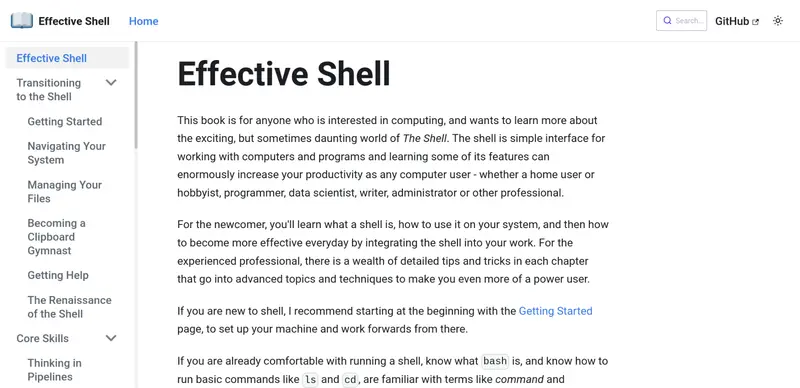 Effective Shell
Home
Search...
GitHub
Effective Shell
Transitioning
to the Shell
Getting Started
Navigating Your
System
Managing Your
Files
Becoming a
Clipboard
Gymnast
Getting Help
The Renaissance
of the Shell
Core Skills
Thinking in
Pipelines
Effective Shell
This book is for anyone who is interested in computing, and wants to learn more about
the exciting, but sometimes daunting world of The Shell. The shell is simple interface for
working with computers and programs and learning some of its features can
enormously increase your productivity as any computer user - whether a home user or
hobbyist, programmer, data scientist, writer, administrator or other professional.
For the newcomer, you'll learn what a shell is, how to use it on your system, and then how
to become more effective everyday by integrating the shell into your work. For the
experienced professional, there is a wealth of detailed tips and tricks in each chapter
that go into advanced topics and techniques to make you even more of a power user.
If you are new to shell, I recommend starting at the beginning with the Getting Started
page, to set up your machine and work forwards from there.
If you are already comfortable with running a shell, know what bash is, and know how to
run basic commands like ls and cd, are familiar with terms like command and